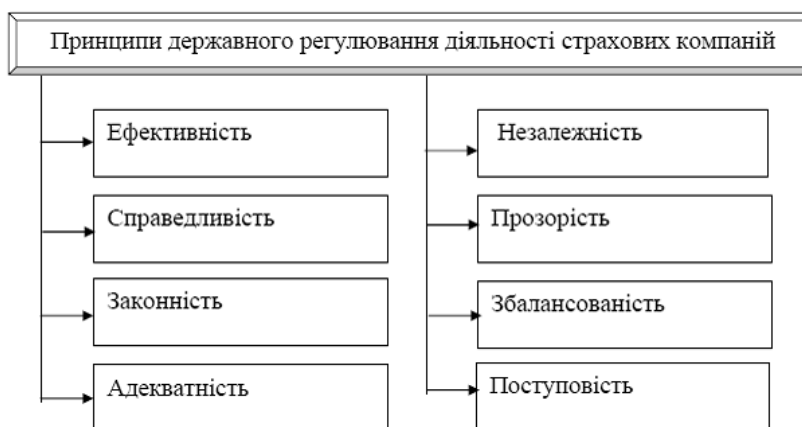 Принципи державного регулювання діяльності страхових компаній
Ефективність
Справедливість
Законність
Адекватність
Незалежність
Прозорість
Збалансованість
Поступовість